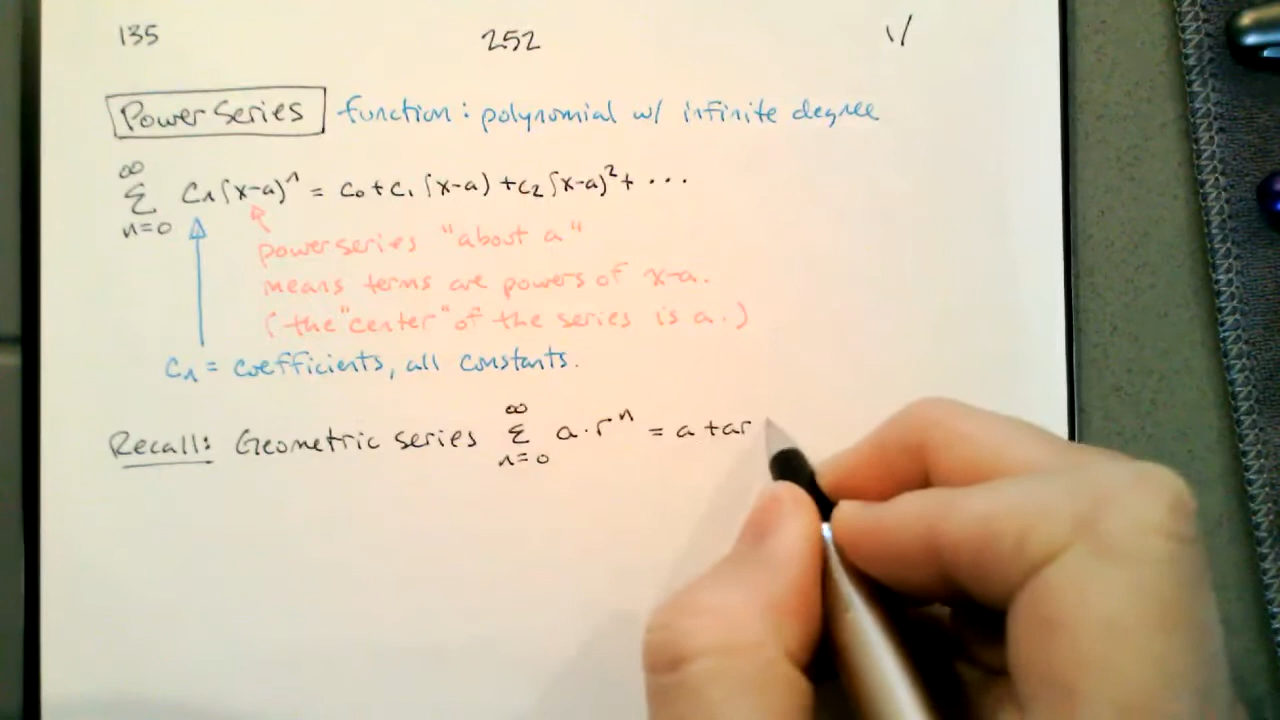 135 252 1/
Power Series function: polynomial w/ infinite degree
∞
Σ cₙ(x-a)ⁿ = c₀ + c₁(x-a) + c₂(x-a)² + ...
n=0
power series "about a"
means terms are powers of x-a.
(the "center" of the series is a.)
cₙ = coefficients, all constants.
∞
Recall: Geometric series Σ a·rⁿ = a + ar
n=0